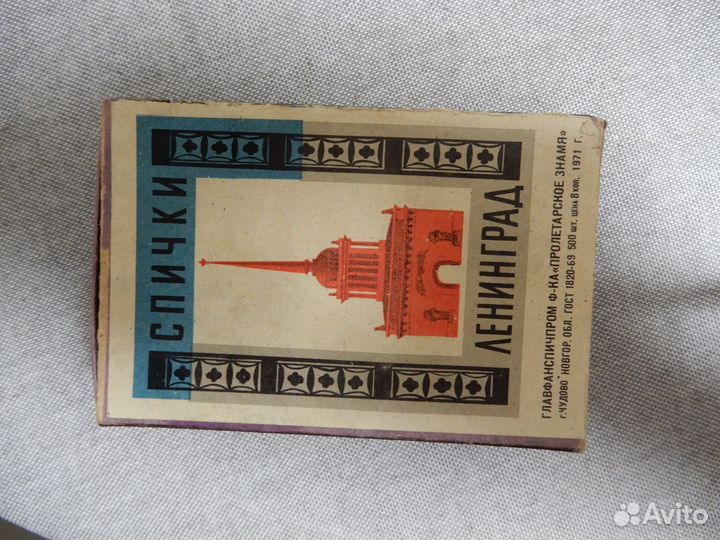 СПИЧКИ
ЛЕНИНГРАД
ГЛАВФАНСПИЧПРОМ Ф-КА«ПРОЛЕТАРСКОЕ ЗНАМЯ»
г. ЧУДОВО НОВГОР. ОБЛ. ГОСТ 1820-69 500 шт. ЦЕНА 8 КОП. 1971 Г.
Avito